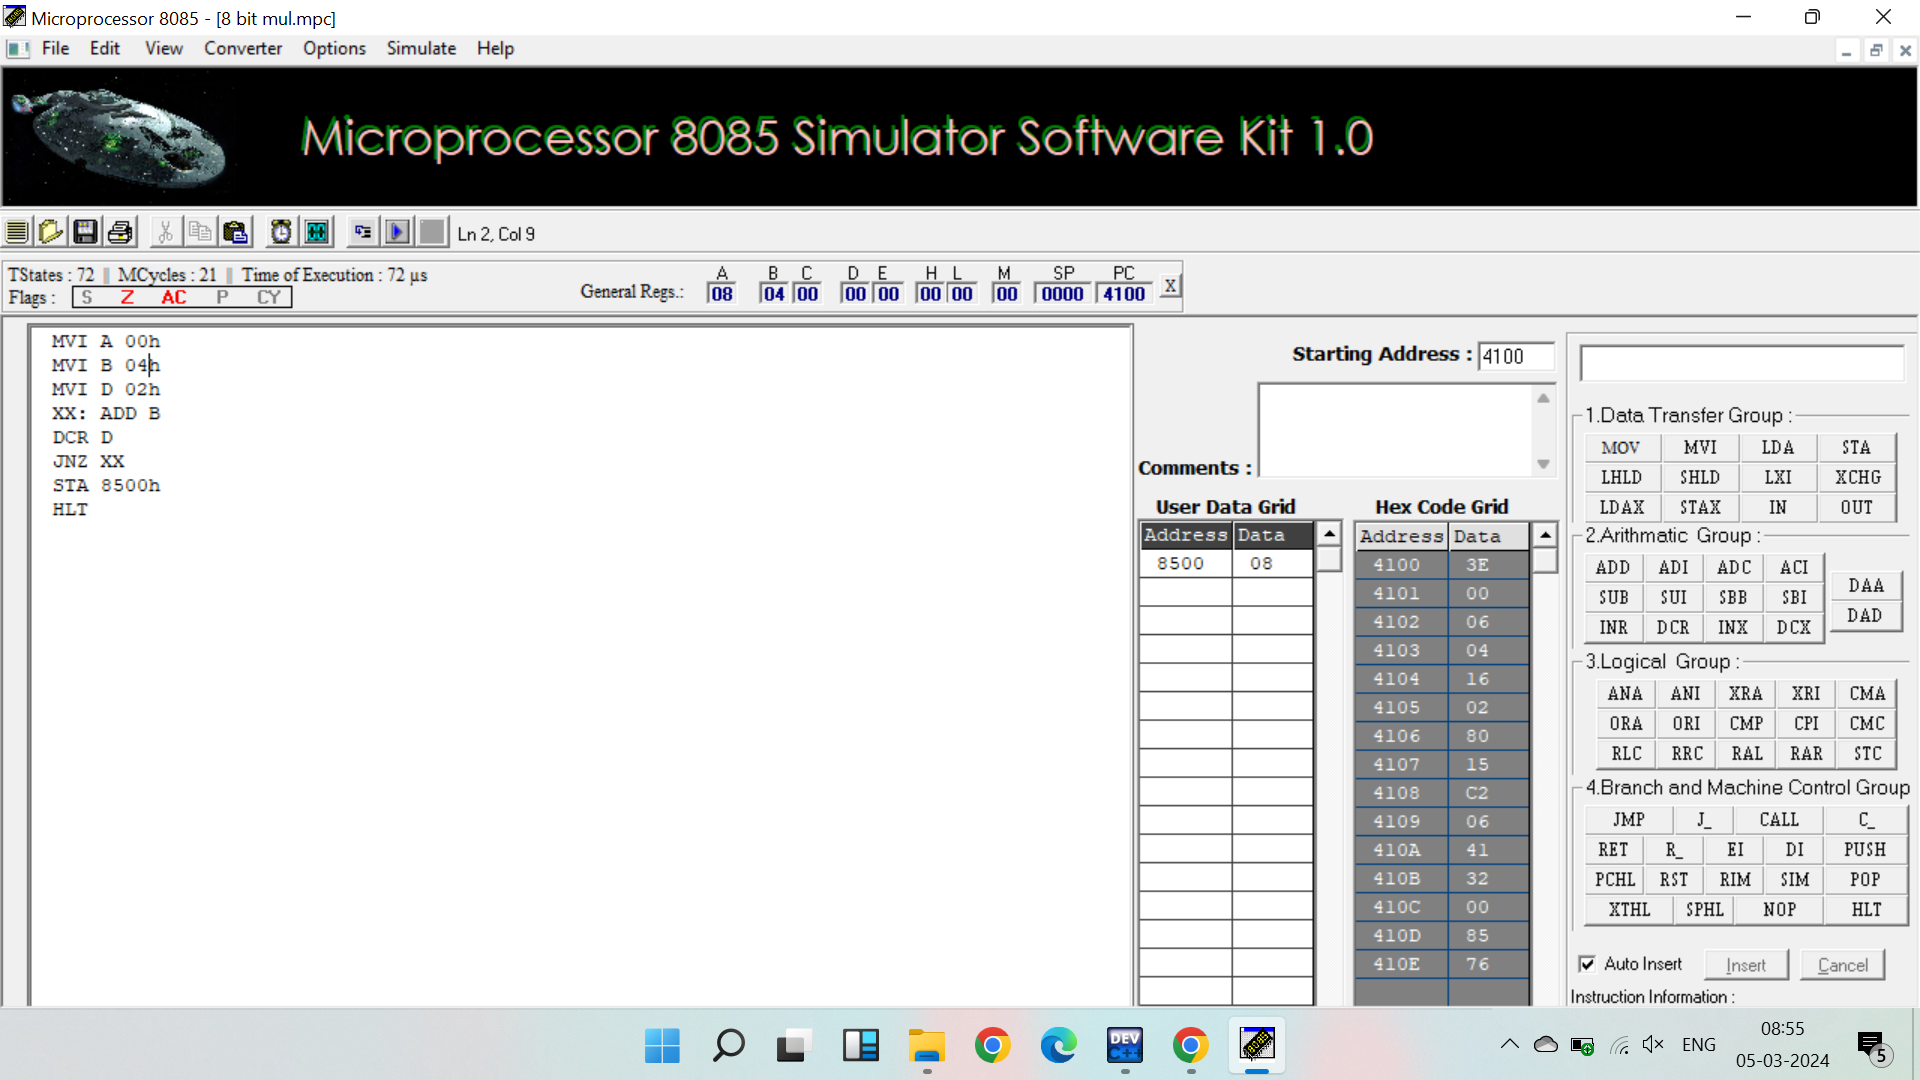 Microprocessor 8085 - [8 bit mul.mpc]
File Edit View Converter Options Simulate Help
Microprocessor 8085 Simulator Software Kit 1.0
Ln 2, Col 9
TStates : 72 || MCycles : 21 || Time of Execution : 72 µs
Flags : S Z AC P CY
General Regs.:
A B C D E H L M SP PC
08 04 00 00 00 00 00 00 0000 4100 X
MVI A 00h
MVI B 04h
MVI D 02h
XX: ADD B
DCR D
JNZ XX
STA 8500h
HLT
Starting Address : 4100
Comments :
User Data Grid
Address Data
8500 08
Hex Code Grid
Address Data
4100 3E
4101 00
4102 06
4103 04
4104 16
4105 02
4106 80
4107 15
4108 C2
4109 06
410A 41
410B 32
410C 00
410D 85
410E 76
1.Data Transfer Group :
MOV MVI LDA STA
LHLD SHLD LXI XCHG
LDAX STAX IN OUT
2.Arithmatic Group :
ADD ADI ADC ACI
DAA
SUB SUI SBB SBI
DAD
INR DCR INX DCX
3.Logical Group :
ANA ANI XRA XRI CMA
ORA ORI CMP CPI CMC
RLC RRC RAL RAR STC
4.Branch and Machine Control Group
JMP J_ CALL C_
RET R_ EI DI PUSH
PCHL RST RIM SIM POP
XTHL SPHL NOP HLT
Auto Insert Insert Cancel
Instruction Information :
DEV
C++
8085
ENG
08:55
05-03-2024
5